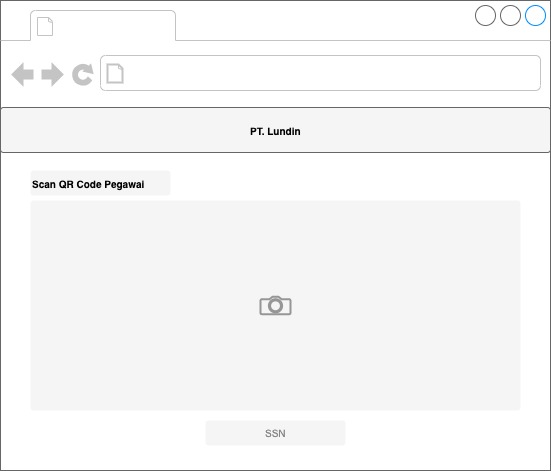 PT. Lundin
Scan QR Code Pegawai
SSN